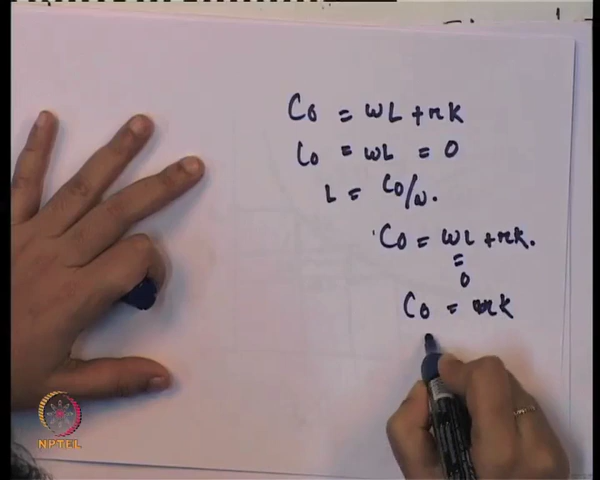 C0 = wL + rK
C0 = wL = 0
L = C0/w.
C0 = wL + rK.
=
0
C0 = rK
NPTEL